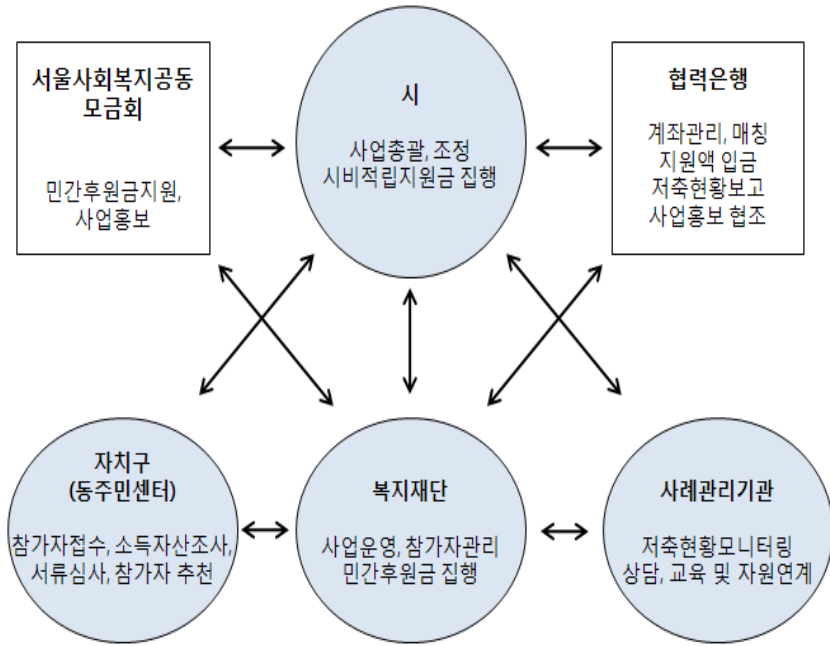 서울사회복지공동
모금회
민간후원금지원,
사업홍보
시
사업총괄, 조정
시비적립지원금 집행
협력은행
계좌관리, 매칭
지원액 입금
저축현황보고
사업홍보 협조
자치구
(동주민센터)
참가자접수, 소득자산조사,
서류심사, 참가자 추천
복지재단
사업운영, 참가자관리
민간후원금 집행
사례관리기관
저축현황모니터링
상담, 교육 및 자원연계